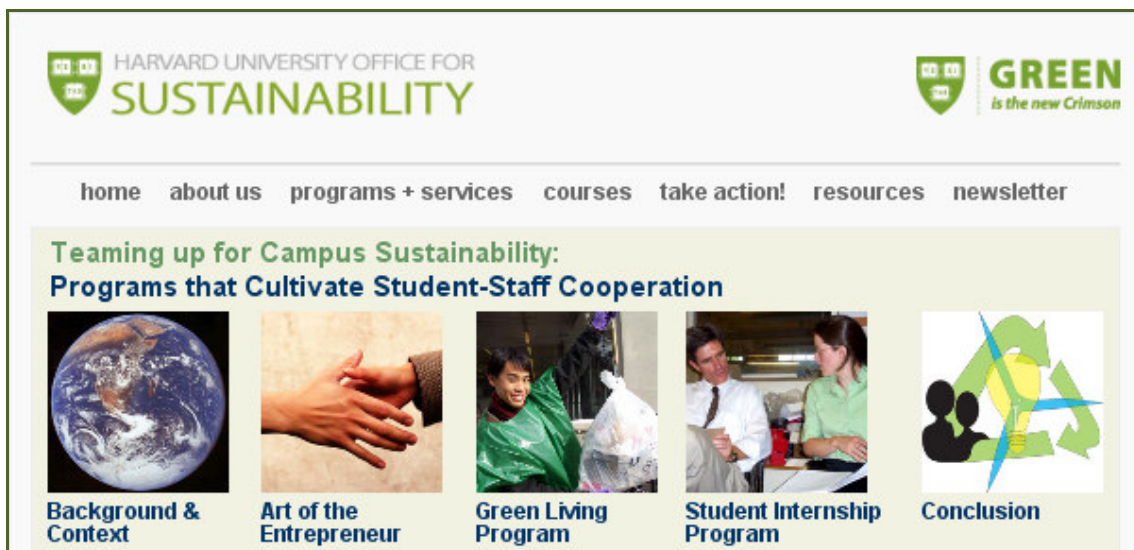 HARVARD UNIVERSITY OFFICE FOR
SUSTAINABILITY
GREEN
is the new Crimson
home about us programs + services courses take action! resources newsletter
Teaming up for Campus Sustainability:
Programs that Cultivate Student-Staff Cooperation
Background &
Context
Art of the
Entrepreneur
Green Living
Program
Student Internship
Program
Conclusion